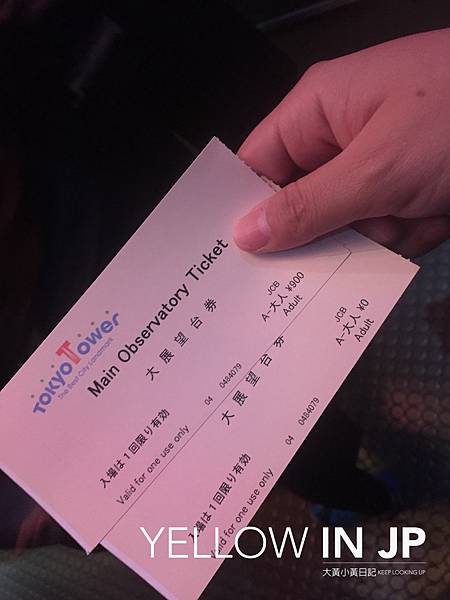 TOKYO Tower
The Best City Landmark
Main Observatory Ticket
大展望台券
JCB
A-大人 ¥900
Adult
入場は1回限り有効
04 0484079
Valid for one use only
大展望台券
JCB
A-大人 ¥0
Adult
入場は1回限り有効
04 0484079
Valid for one use only
YELLOW IN JP
大黃小黃日記 KEEP LOOKING UP